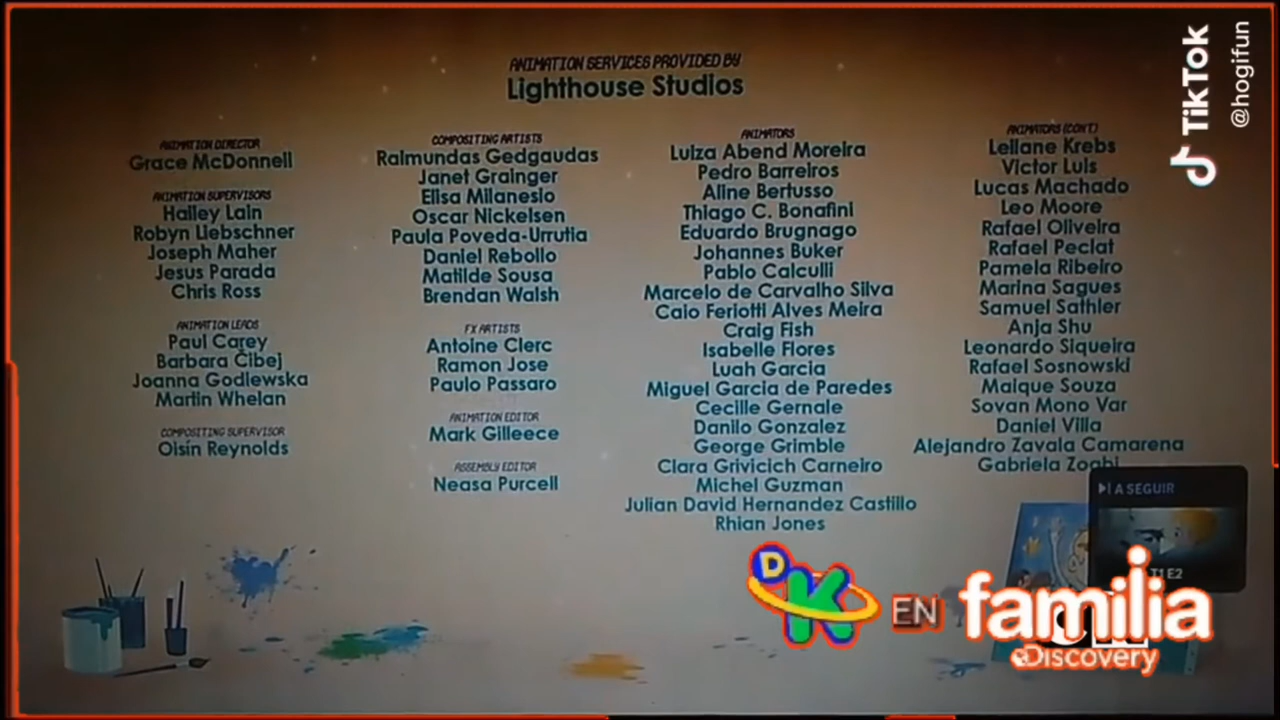 ANIMATION SERVICES PROVIDED BY
Lighthouse Studios
ANIMATION DIRECTOR
Grace McDonnell
ANIMATION SUPERVISORS
Hailey Lain
Robyn Liebschner
Joseph Maher
Jesus Parada
Chris Ross
ANIMATION LEADS
Paul Carey
Barbara Čibej
Joanna Godlewska
Martin Whelan
COMPOSITING SUPERVISOR
Oisín Reynolds
COMPOSITING ARTISTS
Raimundas Gedgaudas
Janet Grainger
Elisa Milanesio
Oscar Nickelsen
Paula Poveda-Urrutia
Daniel Rebollo
Matilde Sousa
Brendan Walsh
FX ARTISTS
Antoine Clerc
Ramon Jose
Paulo Passaro
ANIMATION EDITOR
Mark Gilleece
ASSEMBLY EDITOR
Neasa Purcell
ANIMATORS
Luiza Abend Moreira
Pedro Barreiros
Aline Bertusso
Thiago C. Bonafini
Eduardo Brugnago
Johannes Buker
Pablo Calculli
Marcelo de Carvalho Silva
Caio Feriotti Alves Meira
Craig Fish
Isabelle Flores
Luah Garcia
Miguel Garcia de Paredes
Cecille Gernale
Danilo Gonzalez
George Grimble
Clara Grivicich Carneiro
Michel Guzman
Julian David Hernandez Castillo
Rhian Jones
ANIMATORS (CONT)
Leilane Krebs
Victor Luis
Lucas Machado
Leo Moore
Rafael Oliveira
Rafael Peclat
Pamela Ribeiro
Marina Sagues
Samuel Sathler
Anja Shu
Leonardo Siqueira
Rafael Sosnowski
Maique Souza
Sovan Mono Var
Daniel Villa
Alejandro Zavala Camarena
Gabriela Zogbi
A SEGUIR
T1 E2
DK EN familia
Discovery
TikTok
@hogifun